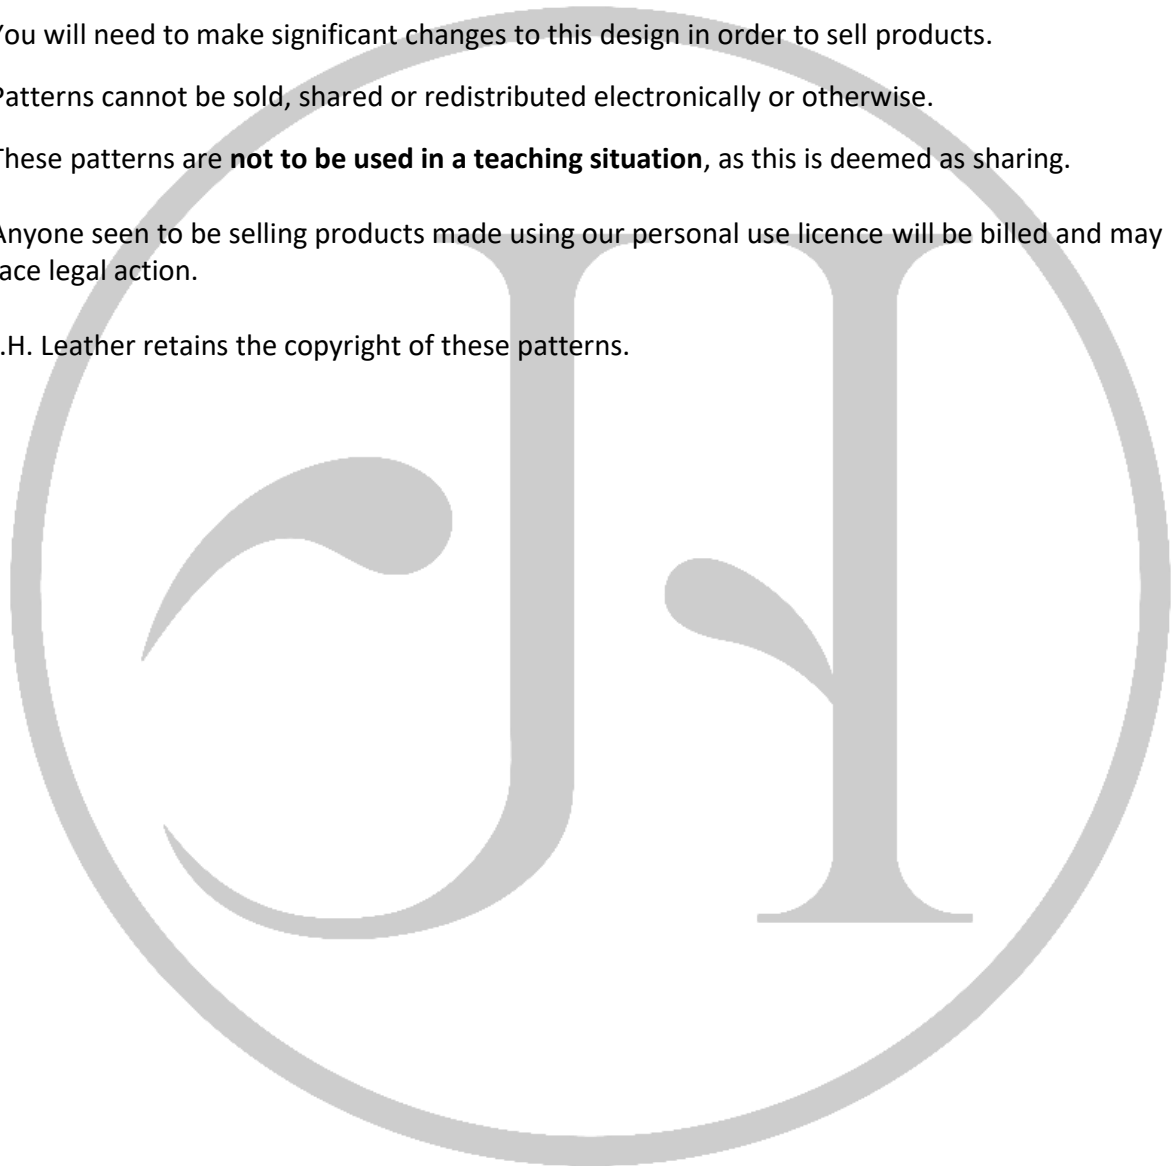 You will need to make significant changes to this design in order to sell products.
Patterns cannot be sold, shared or redistributed electronically or otherwise.
These patterns are not to be used in a teaching situation, as this is deemed as sharing.
Anyone seen to be selling products made using our personal use licence will be billed and may
face legal action.
.H. Leather retains the copyright of these patterns.
JH